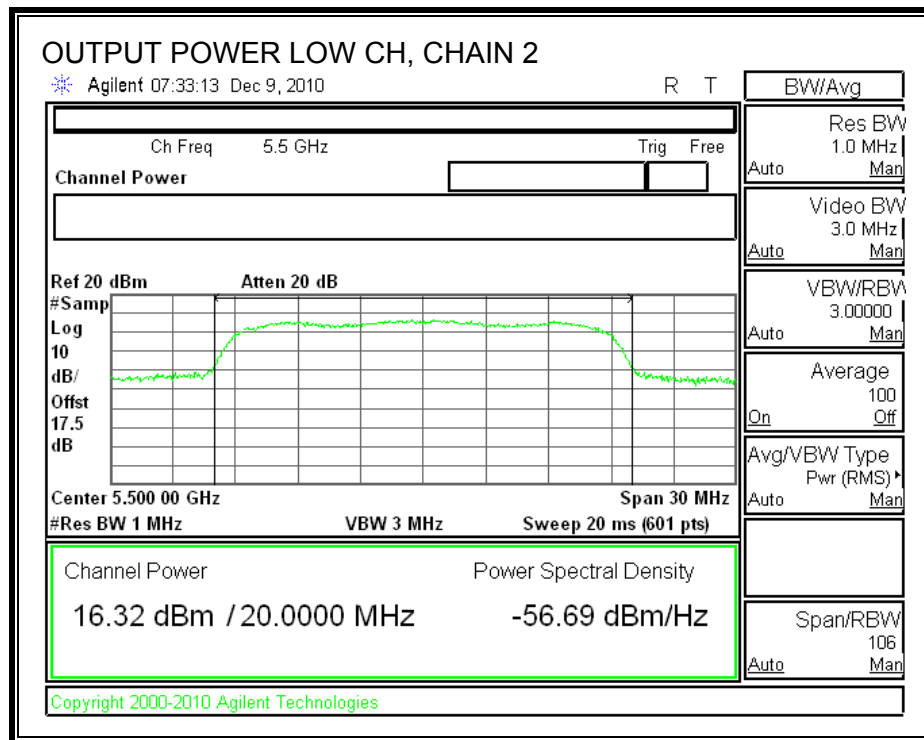 OUTPUT POWER LOW CH, CHAIN 2
Agilent 07:33:13 Dec 9, 2010 R T
Ch Freq 5.5 GHz Trig Free
Channel Power
Ref 20 dBm Atten 20 dB
#Samp
Log
10
dB/
Offst
17.5
dB
Center 5.500 00 GHz Span 30 MHz
#Res BW 1 MHz VBW 3 MHz Sweep 20 ms (601 pts)
Channel Power Power Spectral Density
16.32 dBm / 20.0000 MHz -56.69 dBm/Hz
Copyright 2000-2010 Agilent Technologies
BW/Avg
Res BW
1.0 MHz
Auto Man
Video BW
3.0 MHz
Auto Man
VBW/RBW
3.00000
Auto Man
Average
100
On Off
Avg/VBW Type
Pwr (RMS)
Auto Man
Span/RBW
106
Auto Man